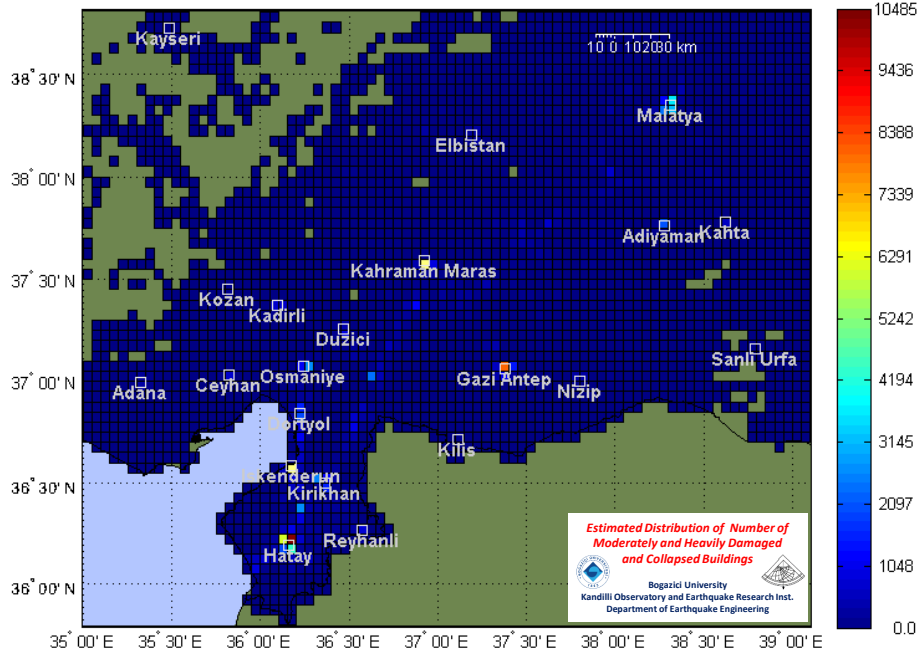 10485
9436
8388
7339
6291
5242
4194
3145
2097
1048
0.0
38° 30' N
38° 00' N
37° 30' N
37° 00' N
36° 30' N
36° 00' N
35° 00' E
35° 30' E
36° 00' E
36° 30' E
37° 00' E
37° 30' E
38° 00' E
38° 30' E
39° 00' E
Kayseri
Malatya
Elbistan
Adiyaman
Kahta
Kahraman Maras
Kozan
Kadirli
Duzici
Sanli Urfa
Osmaniye
Gazi Antep
Adana
Ceyhan
Nizip
Dortyol
Kilis
Iskenderun
Kirikhan
Reyhanli
Hatay
Estimated Distribution of Number of
Moderately and Heavily Damaged
and Collapsed Buildings
Bogazici University
Kandilli Observatory and Earthquake Research Inst.
Department of Earthquake Engineering